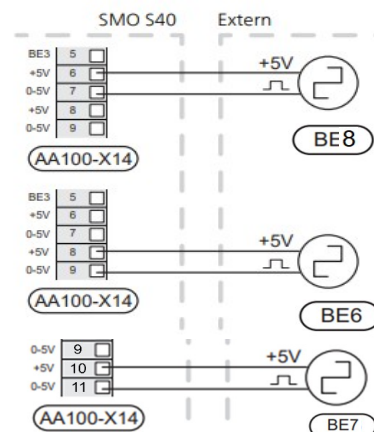 SMO S40 Extern
BE3 5
+5V 6
0-5V 7
+5V 8
0-5V 9
+5V
BE8
AA100-X14
BE3 5
+5V 6
0-5V 7
+5V 8
0-5V 9
+5V
BE6
AA100-X14
0-5V 9
+5V 10
0-5V 11
+5V
AA100-X14
BE7